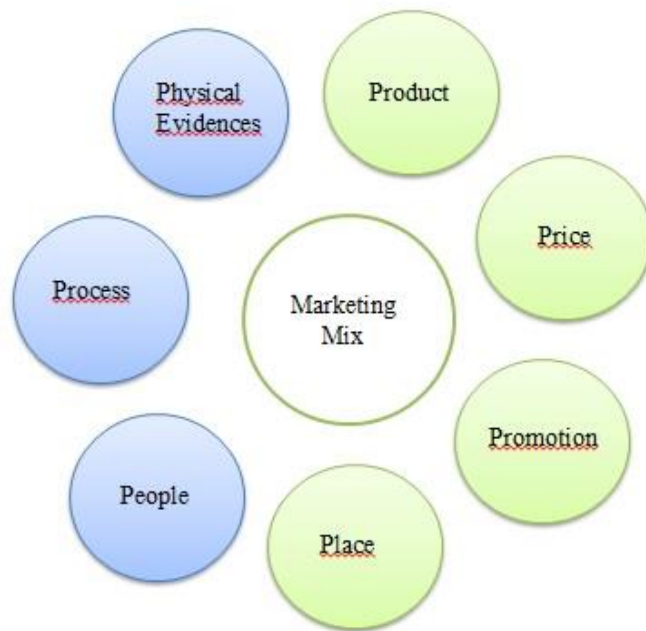 Physical
Evidences
Product
Price
Process
Marketing
Mix
Promotion
People
Place